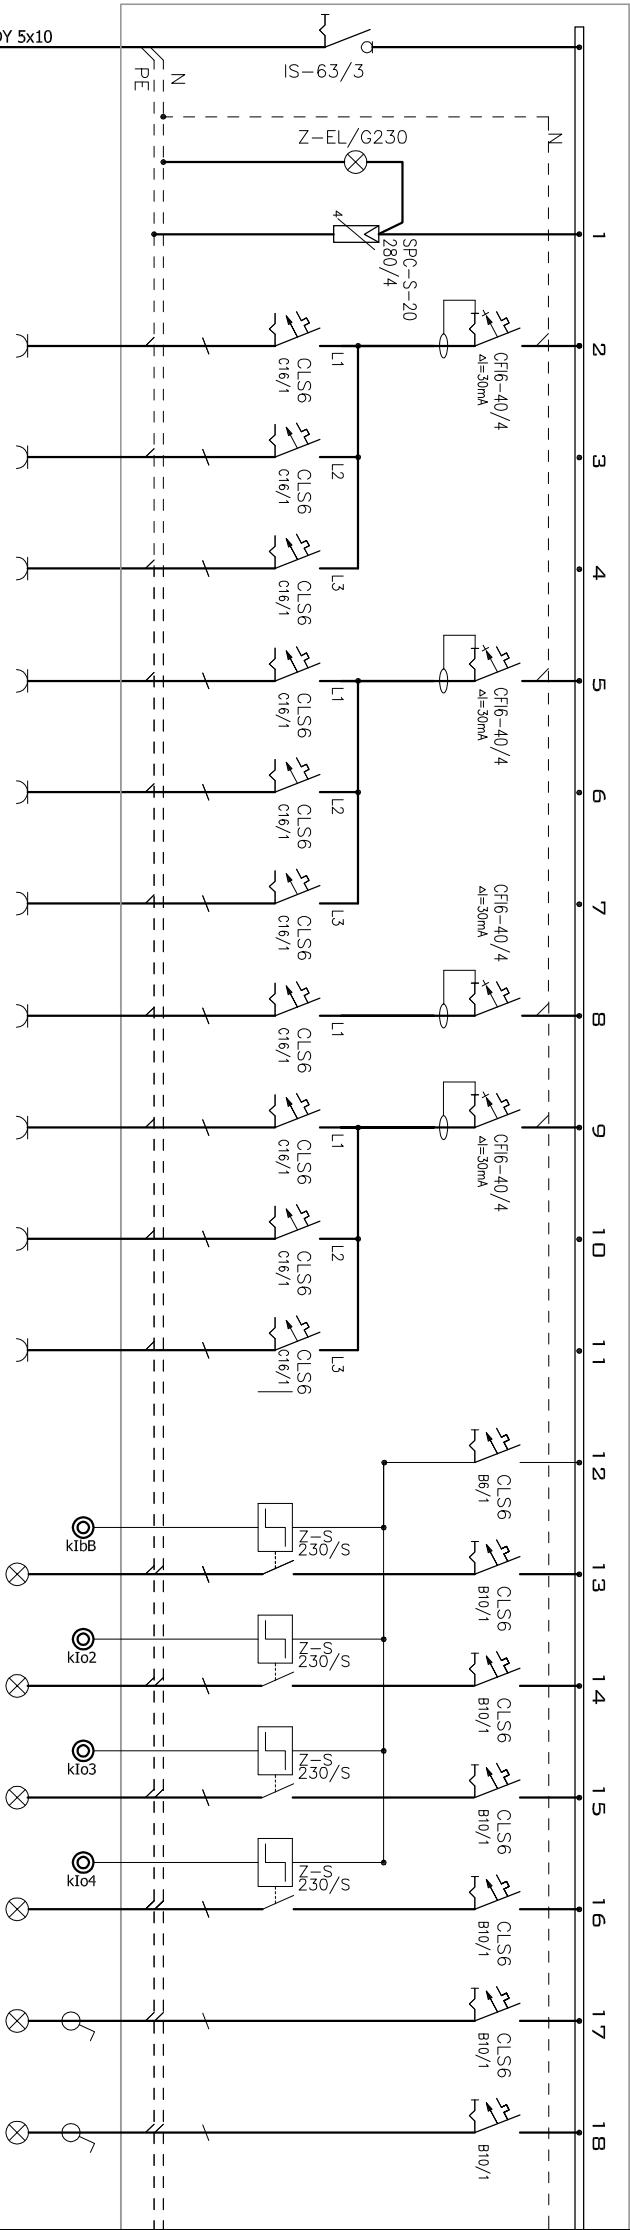 DY 5x10
IS-63/3
PE
N
Z-EL/G230
N
4
SPC-S-20
280/4
1
L1
CLS6
C16/1
CFI6-40/4
ΔI=30mA
2
L2
CLS6
C16/1
3
L3
CLS6
C16/1
4
L1
CLS6
C16/1
CFI6-40/4
ΔI=30mA
5
L2
CLS6
C16/1
6
L3
CLS6
C16/1
7
CFI6-40/4
ΔI=30mA
L1
CLS6
C16/1
8
L1
CLS6
C16/1
CFI6-40/4
ΔI=30mA
9
L2
CLS6
C16/1
10
L3
CLS6
C16/1
11
CLS6
B6/1
12
kIbB
Z-S
230/S
CLS6
B10/1
13
kIo2
Z-S
230/S
CLS6
B10/1
14
kIo3
Z-S
230/S
CLS6
B10/1
15
kIo4
Z-S
230/S
CLS6
B10/1
16
CLS6
B10/1
17
B10/1
18